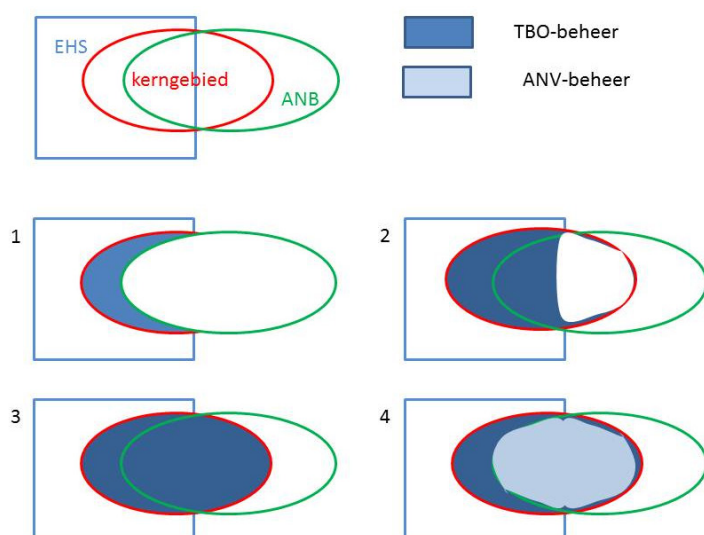 EHS
kerngebied
ANB
TBO-beheer
ANV-beheer
1
2
3
4